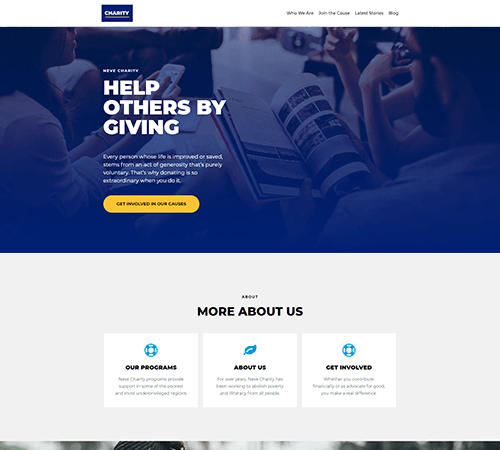 CHARITY
Who We Are Join the Cause Latest Stories Blog
NEVE CHARITY
HELP
OTHERS BY
GIVING
Every person whose life is improved or saved,
stems from an act of generosity that's purely
voluntary. That's why donating is so
extraordinary when you do it.
GET INVOLVED IN OUR CAUSES
ABOUT
MORE ABOUT US
OUR PROGRAMS
Neve Charity programs provide
support in some of the poorest
and most underprivileged regions
ABOUT US
For over years, Neve Charity has
been working to abolish poverty
and illiteracy from all people.
GET INVOLVED
Whether you contribute
financially or as advocate for good,
you make a real difference